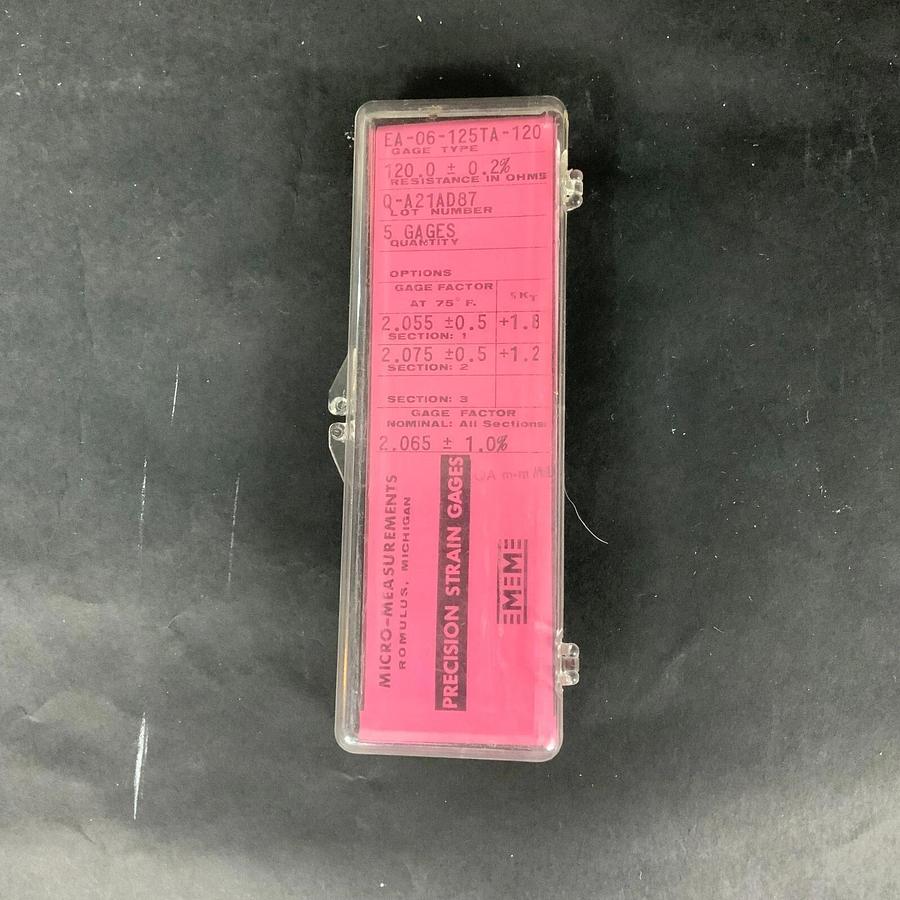 EA-06-125TA-120
GAGE TYPE
120.0 ± 0.2%
RESISTANCE IN OHMS
Q-A21AD87
LOT NUMBER
5 GAGES
QUANTITY
OPTIONS
GAGE FACTOR
AT 75° F.
2.055 ±0.5 +1.8
SECTION: 1
2.075 ±0.5 +1.2
SECTION: 2
SECTION: 3
GAGE FACTOR
NOMINAL: All Sections
2.065 ± 1.0%
MICRO-MEASUREMENTS
ROMULUS, MICHIGAN
PRECISION STRAIN GAGES
M M